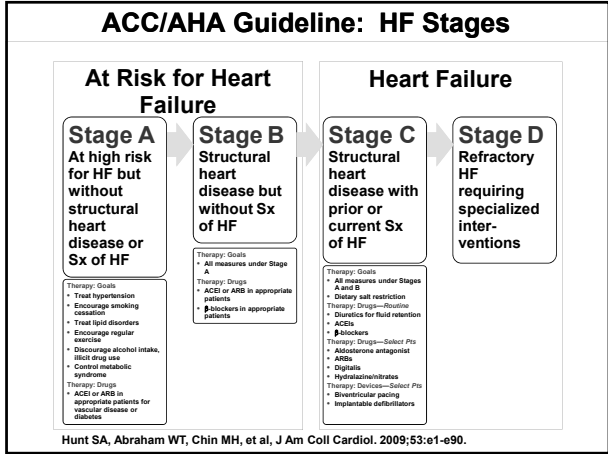 ACC/AHA Guideline: HF Stages
At Risk for Heart
Failure
Stage A
At high risk
for HF but
without
structural
heart
disease or
Sx of HF
Therapy: Goals
• Treat hypertension
• Encourage smoking
cessation
• Treat lipid disorders
• Encourage regular
exercise
• Discourage alcohol intake,
illicit drug use
• Control metabolic
syndrome
Therapy: Drugs
• ACEI or ARB in
appropriate patients for
vascular disease or
diabetes
Stage B
Structural
heart
disease but
without Sx
of HF
Therapy: Goals
• All measures under Stage
A
Therapy: Drugs
• ACEI or ARB in appropriate
patients
• β-blockers in appropriate
patients
Heart Failure
Stage C
Structural
heart
disease with
prior or
current Sx
of HF
Therapy: Goals
• All measures under Stages
A and B
• Dietary salt restriction
Therapy: Drugs—Routine
• Diuretics for fluid retention
• ACEIs
• β-blockers
Therapy: Drugs—Select Pts
• Aldosterone antagonist
• ARBs
• Digitalis
• Hydralazine/nitrates
Therapy: Devices—Select Pts
• Biventricular pacing
• Implantable defibrillators
Stage D
Refractory
HF
requiring
specialized
inter-
ventions
Hunt SA, Abraham WT, Chin MH, et al, J Am Coll Cardiol. 2009;53:e1-e90.